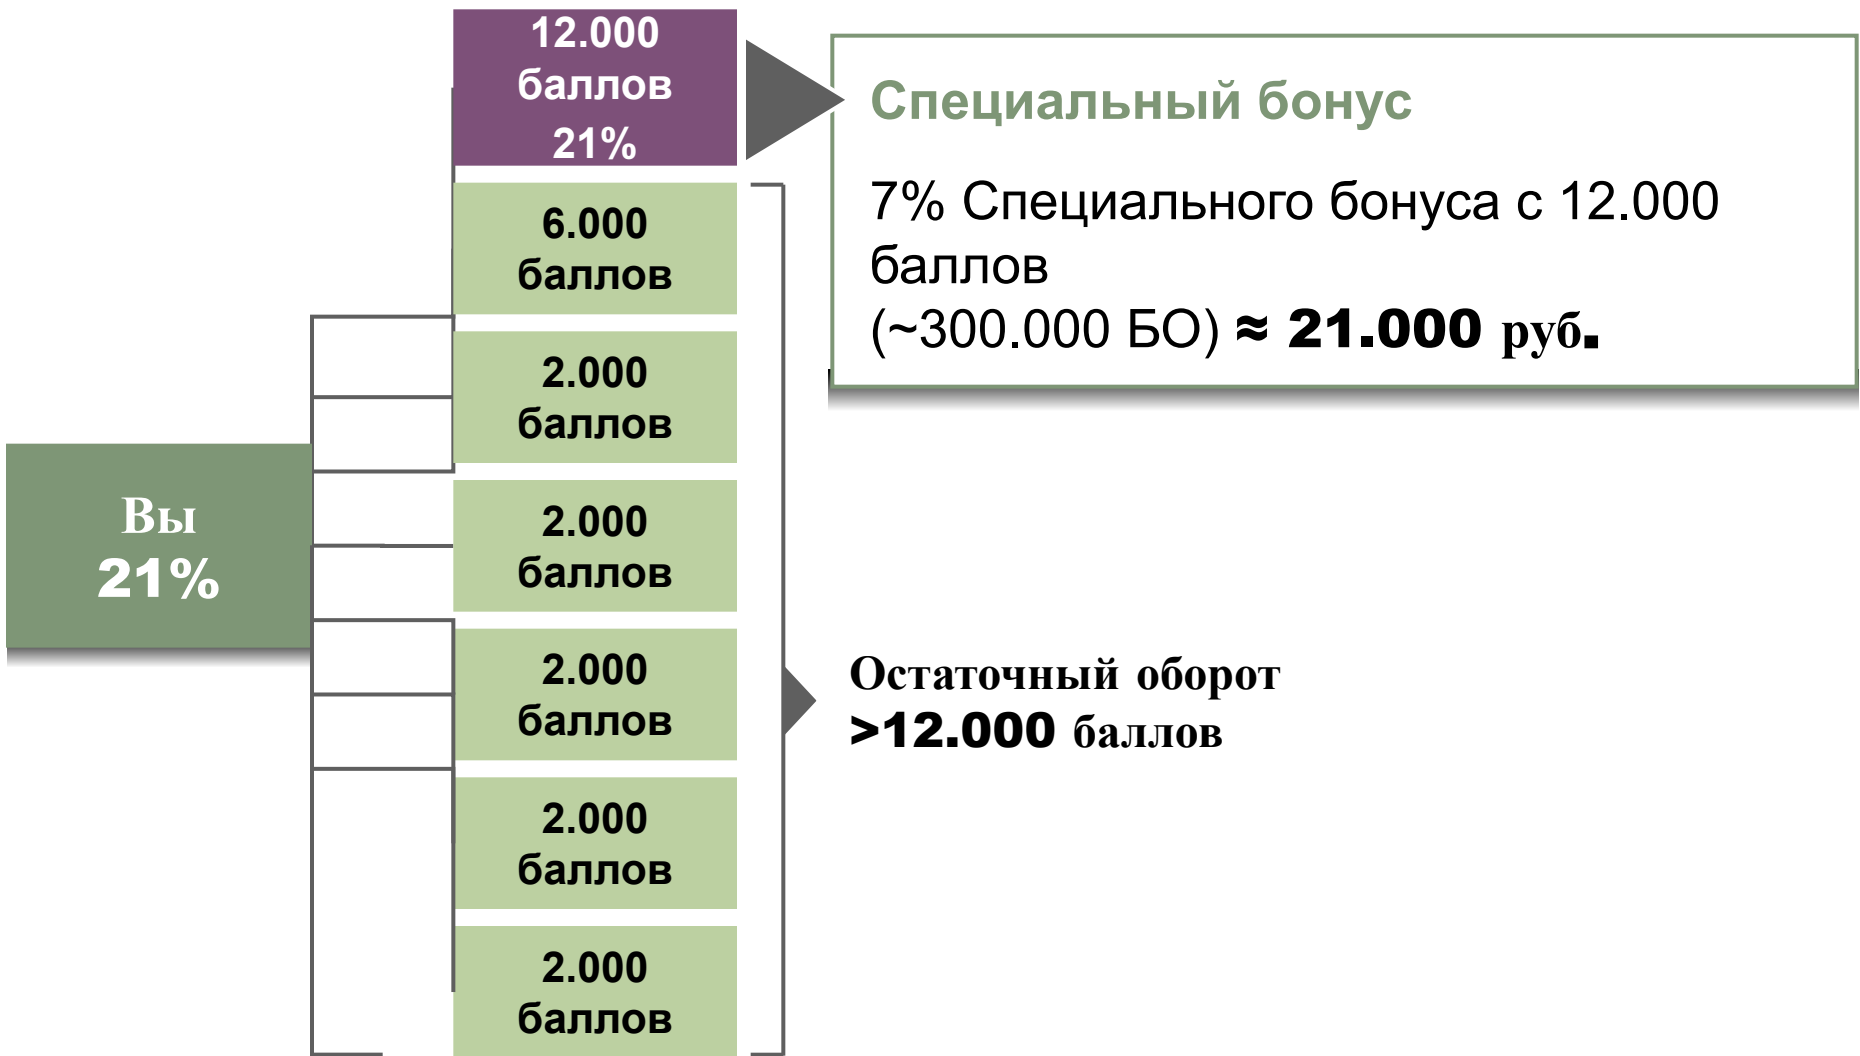 12.000
баллов
21%
Специальный бонус
7% Специального бонуса с 12.000
баллов
(~300.000 БО) ≈ 21.000 руб.
6.000
баллов
2.000
баллов
2.000
баллов
Вы
21%
2.000
баллов
Остаточный оборот
>12.000 баллов
2.000
баллов
2.000
баллов